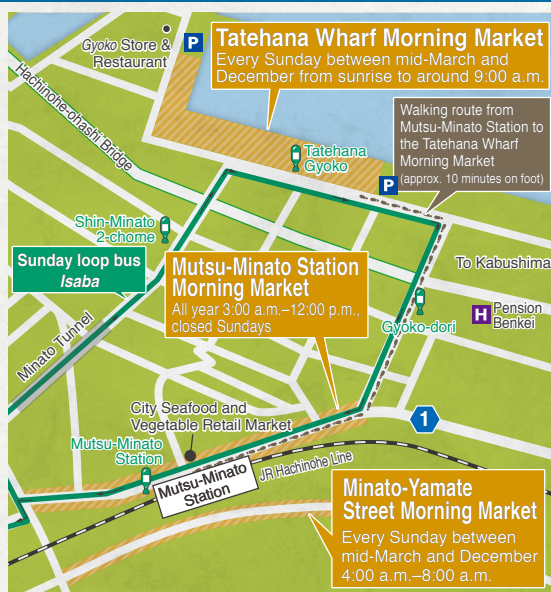 Gyoko Store &
Restaurant
P
Tatehana Wharf Morning Market
Every Sunday between mid-March and
December from sunrise to around 9:00 a.m.
Hachinohe-ohashi Bridge
Walking route from
Mutsu-Minato Station to
the Tatehana Wharf
Morning Market
(approx. 10 minutes on foot)
Tatehana
Gyoko
P
Shin-Minato
2-chome
Sunday loop bus
Isaba
Mutsu-Minato Station
Morning Market
All year 3:00 a.m.–12:00 p.m.,
closed Sundays
To Kabushima
Gyoko-dori
H
Pension
Benkei
Minato Tunnel
City Seafood and
Vegetable Retail Market
1
Mutsu-Minato
Station
Mutsu-Minato
Station
JR Hachinohe Line
Minato-Yamate
Street Morning Market
Every Sunday between
mid-March and December
4:00 a.m.–8:00 a.m.